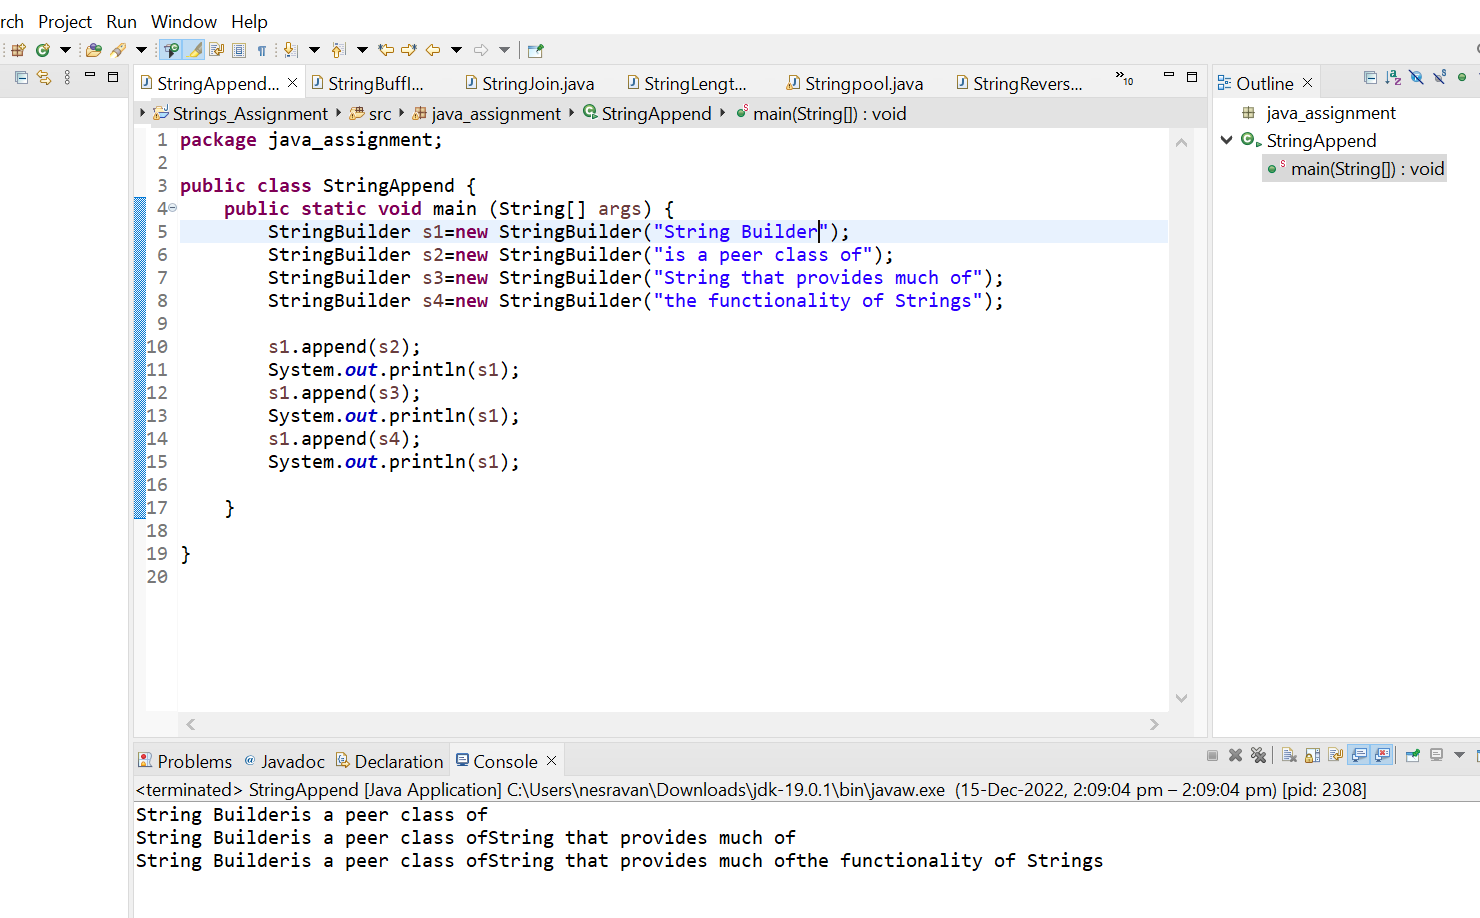 rch Project Run Window Help
StringAppend... StringBuffI... StringJoin.java StringLengt... Stringpool.java StringRevers... »10 Outline
Strings_Assignment src java_assignment StringAppend main(String[]) : void
java_assignment
StringAppend
main(String[]) : void
1 package java_assignment;
2
3 public class StringAppend {
4 public static void main (String[] args) {
5 StringBuilder s1=new StringBuilder("String Builder");
6 StringBuilder s2=new StringBuilder("is a peer class of");
7 StringBuilder s3=new StringBuilder("String that provides much of");
8 StringBuilder s4=new StringBuilder("the functionality of Strings");
9
10 s1.append(s2);
11 System.out.println(s1);
12 s1.append(s3);
13 System.out.println(s1);
14 s1.append(s4);
15 System.out.println(s1);
16
17 }
18
19 }
20
Problems Javadoc Declaration Console
<terminated> StringAppend [Java Application] C:\Users\nesravan\Downloads\jdk-19.0.1\bin\javaw.exe (15-Dec-2022, 2:09:04 pm – 2:09:04 pm) [pid: 2308]
String Builderis a peer class of
String Builderis a peer class ofString that provides much of
String Builderis a peer class ofString that provides much ofthe functionality of Strings